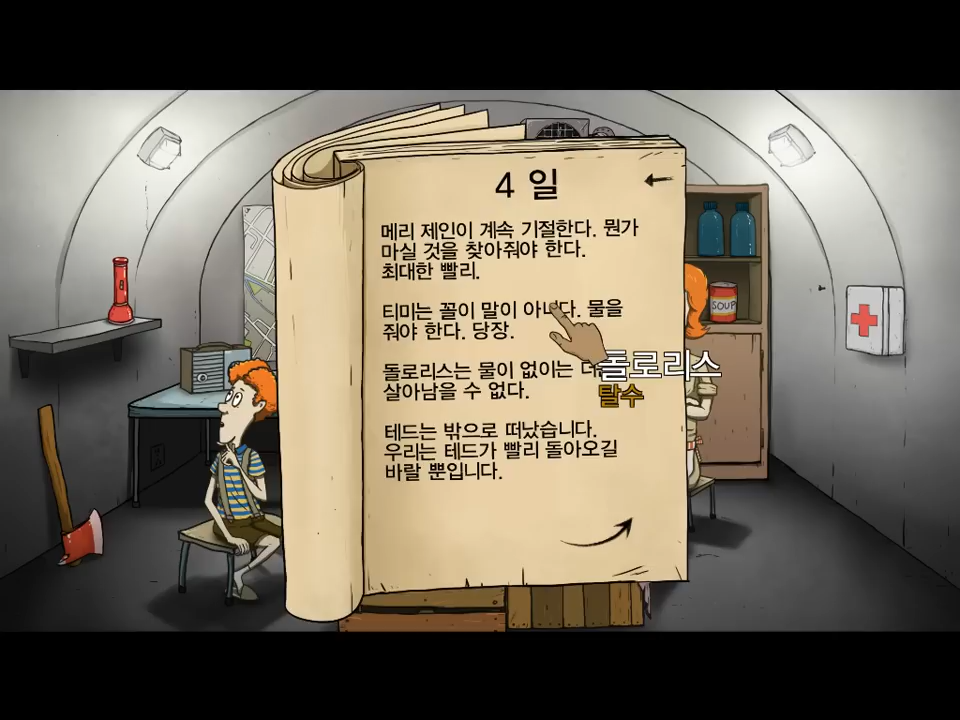 4 일
메리 제인이 계속 기절한다. 뭔가
마실 것을 찾아줘야 한다.
최대한 빨리.
티미는 꼴이 말이 아니다. 물을
줘야 한다. 당장.
돌로리스는 물이 없이는
살아남을 수 없다.
돌로리스
탈수
테드는 밖으로 떠났습니다.
우리는 테드가 빨리 돌아오길
바랄 뿐입니다.
SOUP